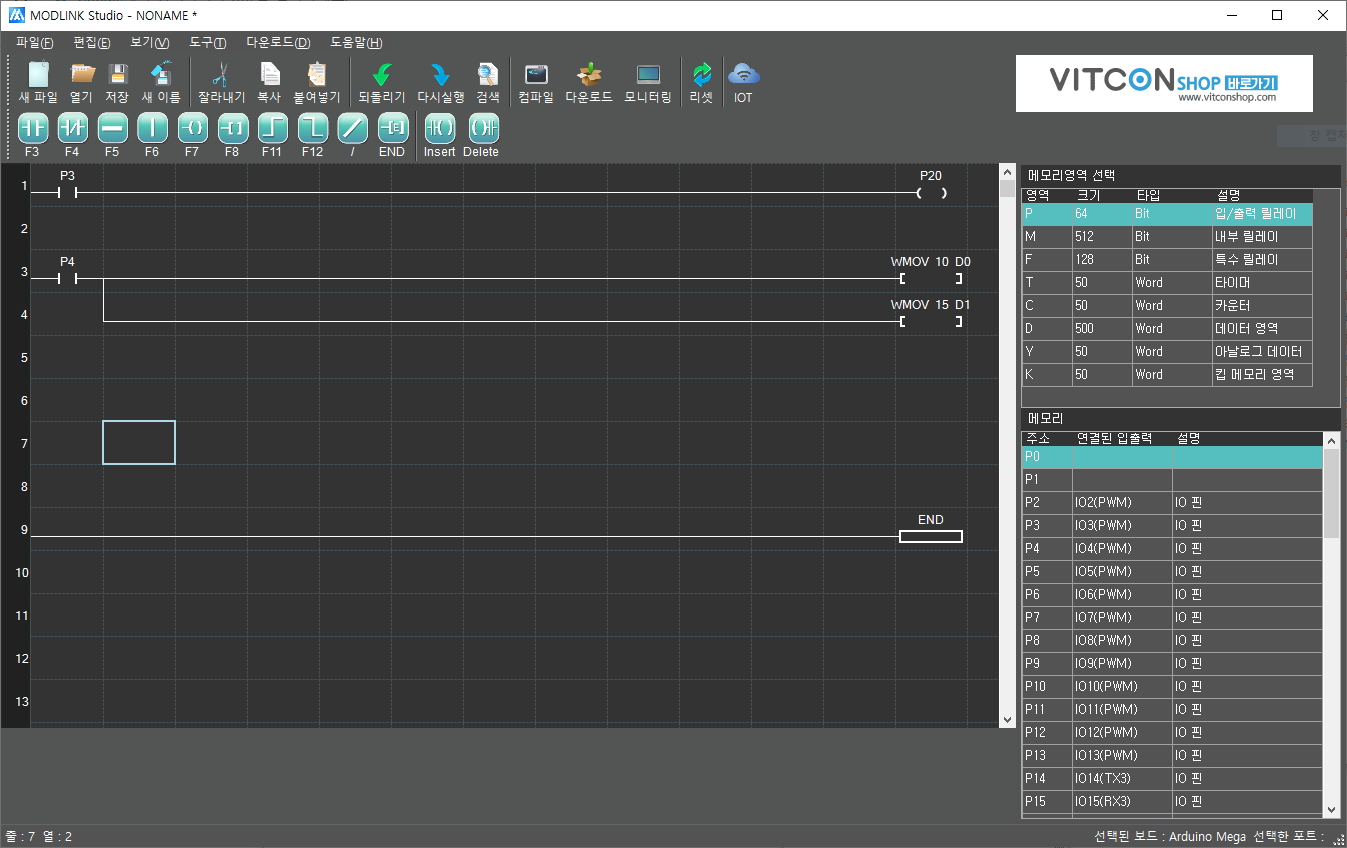 MODLINK Studio - NONAME *
파일(F) 편집(E) 보기(V) 도구(T) 다운로드(D) 도움말(H)
새 파일 열기 저장 새 이름 잘라내기 복사 붙여넣기 되돌리기 다시실행 검색 컴파일 다운로드 모니터링 리셋 IOT
VITCON SHOP 바로가기
www.vitconshop.com
F3 F4 F5 F6 F7 F8 F11 F12 / END Insert Delete
1 P3 P20
2
3 P4 WMOV 10 D0
4 WMOV 15 D1
5
6
7
8
9 END
10
11
12
13
메모리영역 선택
영역 크기 타입 설명
P 64 Bit 입/출력 릴레이
M 512 Bit 내부 릴레이
F 128 Bit 특수 릴레이
T 50 Word 타이머
C 50 Word 카운터
D 500 Word 데이터 영역
Y 50 Word 아날로그 데이터
K 50 Word 킵 메모리 영역
메모리
주소 연결된 입출력 설명
P0
P1
P2 IO2(PWM) IO 핀
P3 IO3(PWM) IO 핀
P4 IO4(PWM) IO 핀
P5 IO5(PWM) IO 핀
P6 IO6(PWM) IO 핀
P7 IO7(PWM) IO 핀
P8 IO8(PWM) IO 핀
P9 IO9(PWM) IO 핀
P10 IO10(PWM) IO 핀
P11 IO11(PWM) IO 핀
P12 IO12(PWM) IO 핀
P13 IO13(PWM) IO 핀
P14 IO14(TX3) IO 핀
P15 IO15(RX3) IO 핀
줄 : 7 열 : 2
선택된 보드 : Arduino Mega 선택한 포트 :